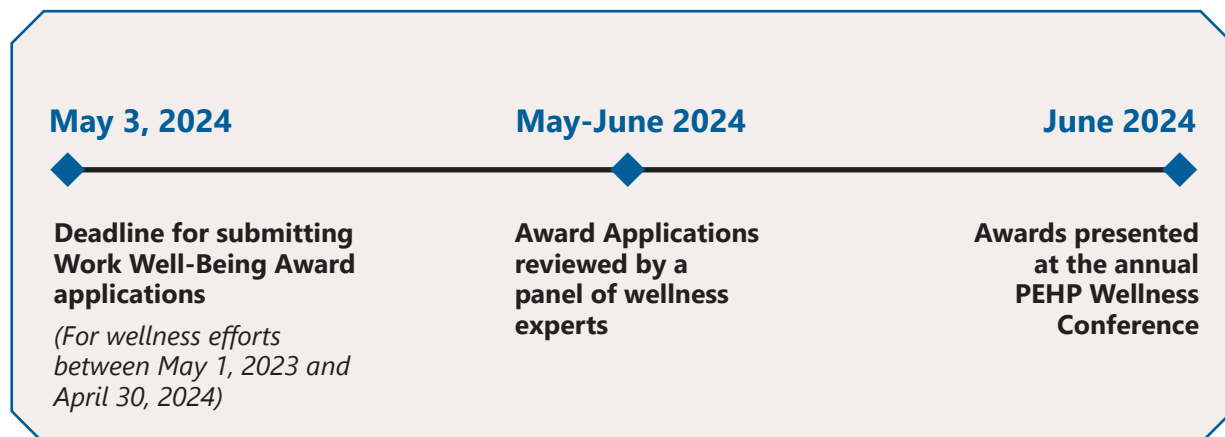 May 3, 2024
Deadline for submitting
Work Well-Being Award
applications
(For wellness efforts
between May 1, 2023 and
April 30, 2024)
May-June 2024
Award Applications
reviewed by a
panel of wellness
experts
June 2024
Awards presented
at the annual
PEHP Wellness
Conference